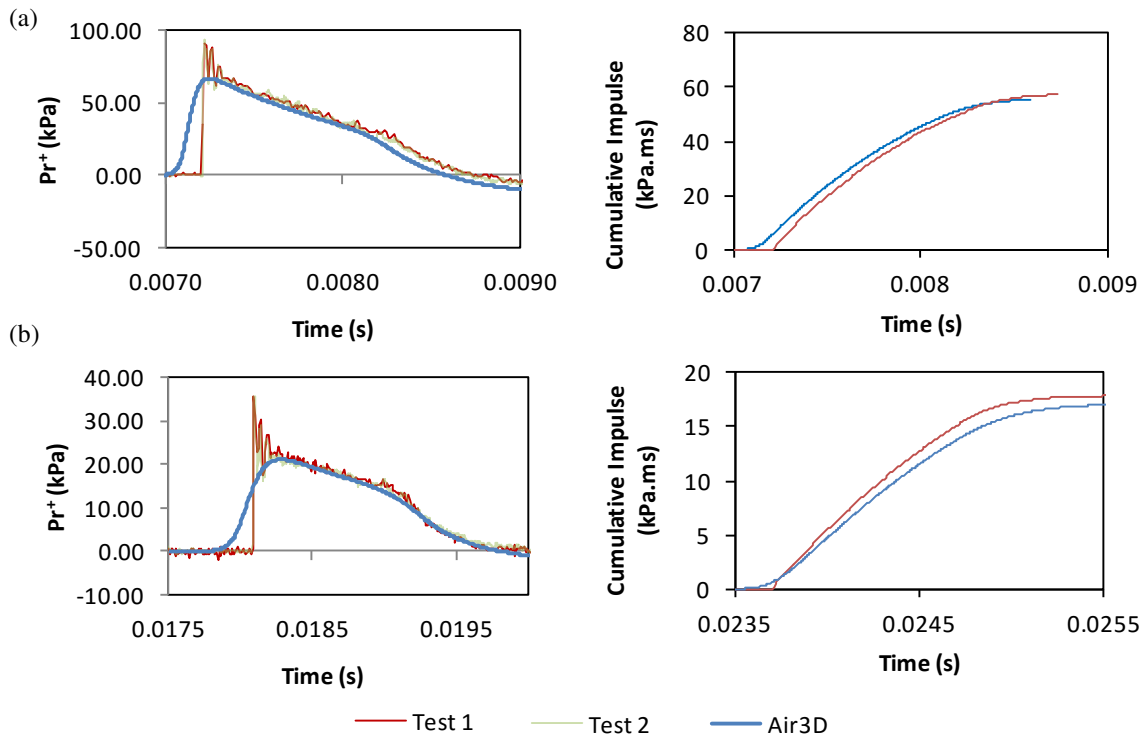 (a)
100.00
50.00
0.00
-50.00
Pr⁺ (kPa)
0.0070
0.0080
0.0090
Time (s)
80
60
40
20
0
Cumulative Impulse
(kPa.ms)
0.007
0.008
0.009
Time (s)
(b)
40.00
30.00
20.00
10.00
0.00
-10.00
Pr⁺ (kPa)
0.0175
0.0185
0.0195
Time (s)
20
15
10
5
0
Cumulative Impulse
(kPa.ms)
0.0235
0.0245
0.0255
Time (s)
Test 1
Test 2
Air3D